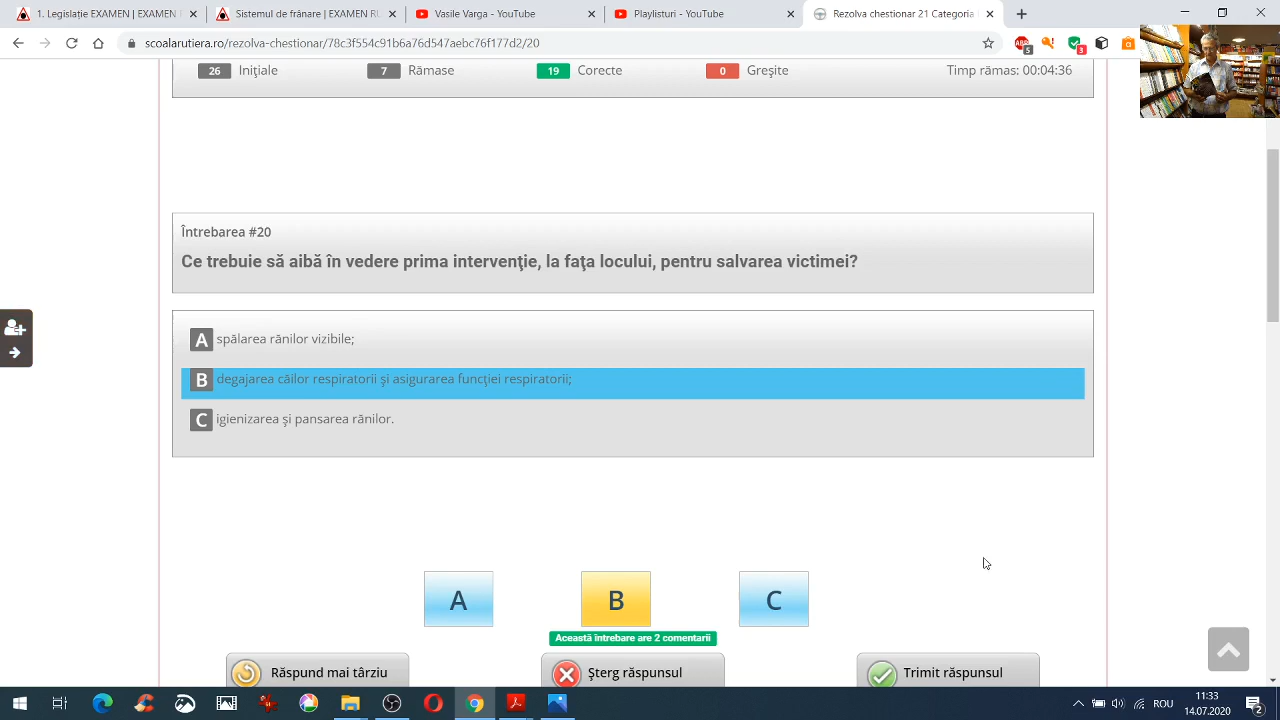 1. Legislație EXAMEN | EXAMEN
Sistemul de frânare | EXAMEN R
Vasile Varga - YouTube
Playlisturi - YouTube
Rezolva chestionar 21 Categoria
scoalarutiera.ro/rezolva-chestionar/
26 Iniţiale
7 Rămase
19 Corecte
0 Greşite
Timp rămas: 00:04:36
Întrebarea #20
Ce trebuie să aibă în vedere prima intervenţie, la faţa locului, pentru salvarea victimei?
A spălarea rănilor vizibile;
B degajarea căilor respiratorii şi asigurarea funcţiei respiratorii;
C igienizarea şi pansarea rănilor.
A
B
C
Această întrebare are 2 comentarii
Răspund mai târziu
Şterg răspunsul
Trimit răspunsul
ROU
11:33
14.07.2020
2